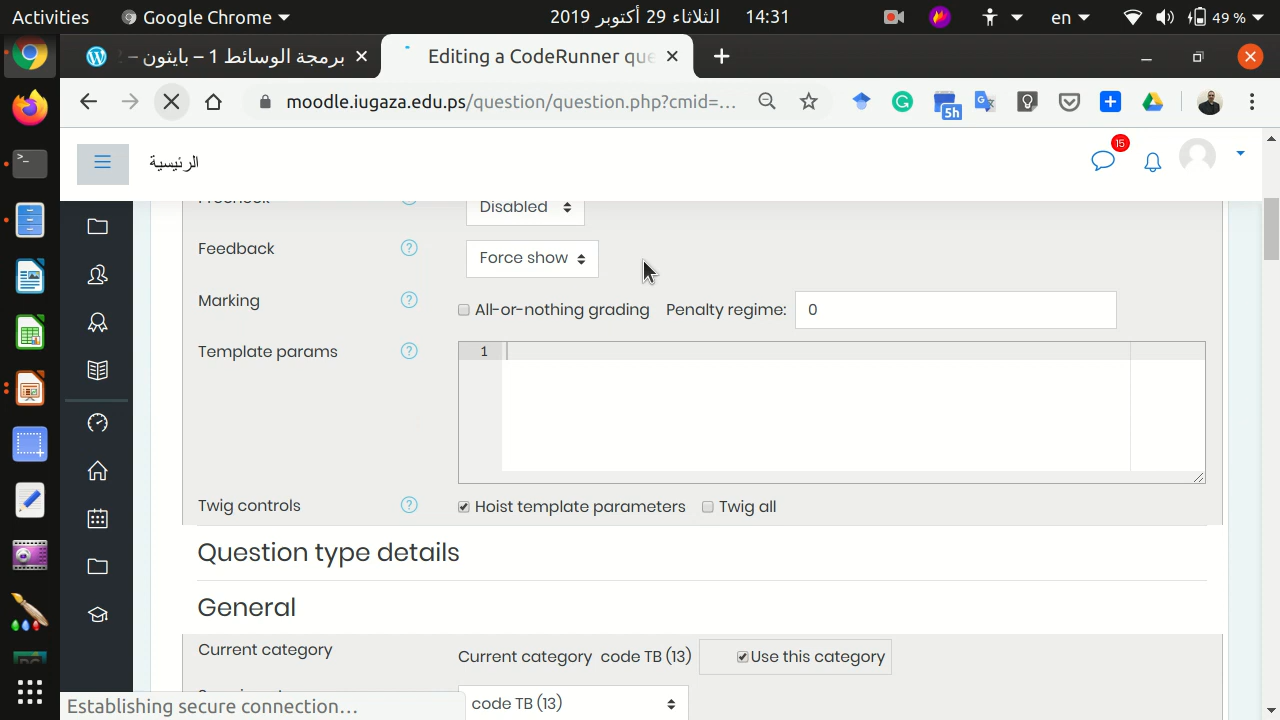 Activities
Google Chrome
الثلاثاء 29 أكتوبر 2019 14:31
en
49 %
برمجة الوسائط 1 – بايثون –
Editing a CodeRunner que
moodle.iugaza.edu.ps/question/question.php?cmid=...
5h
الرئيسية
15
Precheck
Disabled
Feedback
Force show
Marking
All-or-nothing grading
Penalty regime:
0
Template params
1
Twig controls
Hoist template parameters
Twig all
Question type details
General
Current category
Current category code TB (13)
Use this category
code TB (13)
Establishing secure connection...